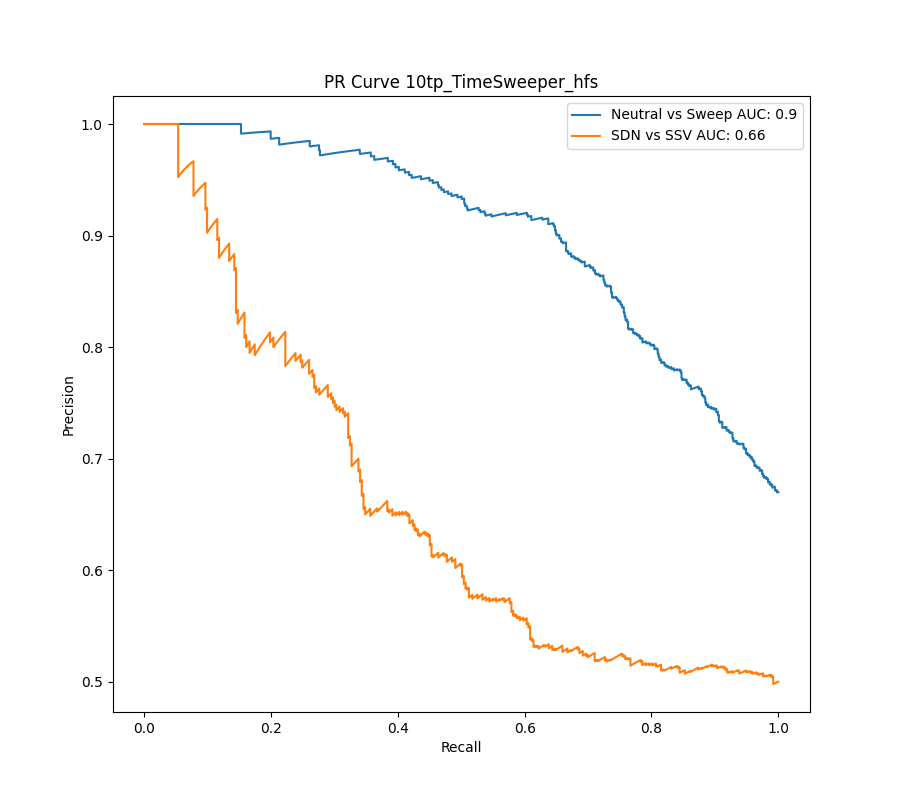 PR Curve 10tp_TimeSweeper_hfs
Neutral vs Sweep AUC: 0.9
SDN vs SSV AUC: 0.66
1.0
0.9
0.8
0.7
0.6
0.5
Precision
0.0
0.2
0.4
0.6
0.8
1.0
Recall